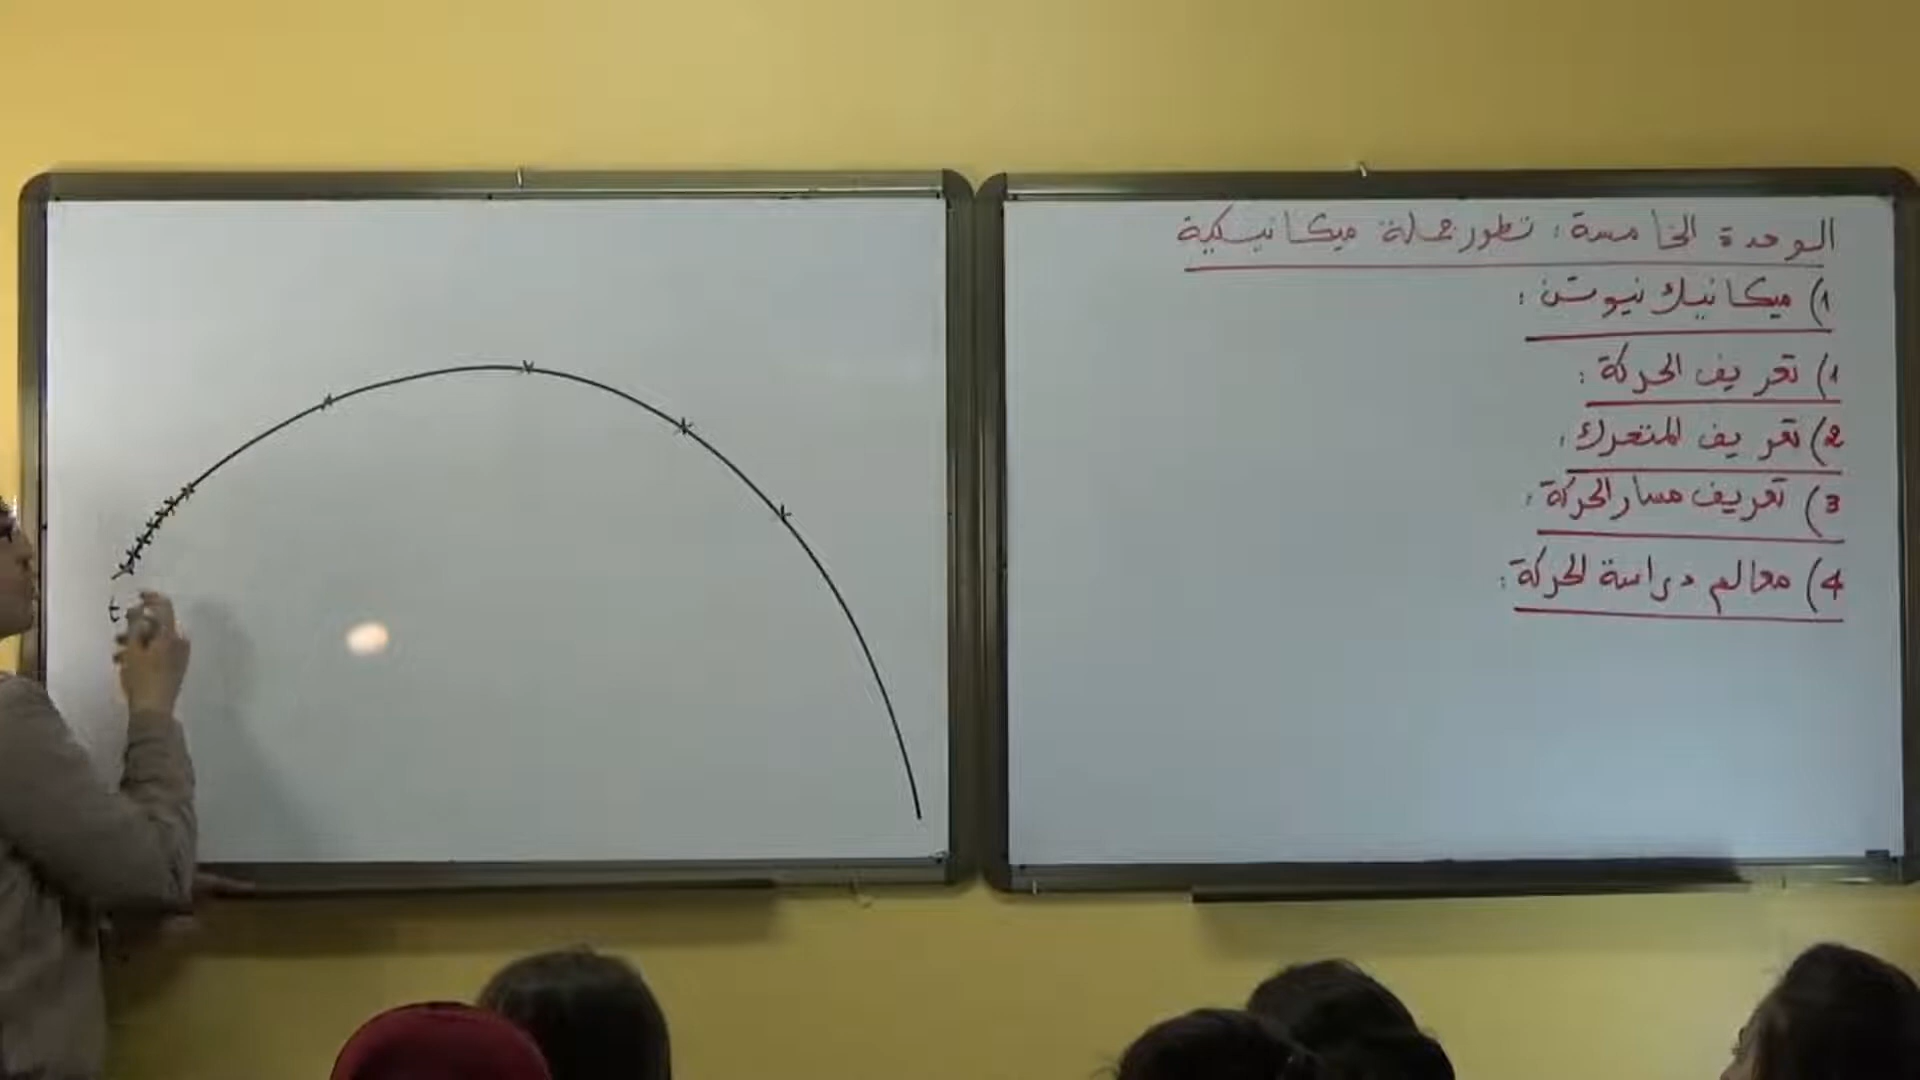 الوحدة الخامسة: تطور جملة ميكانيكية
1) ميكانيك نيوتن:
1) تعريف الحركة:
2) تعريف المتحرك:
3) تعريف مسار الحركة:
4) معالم دراسة الحركة:
t